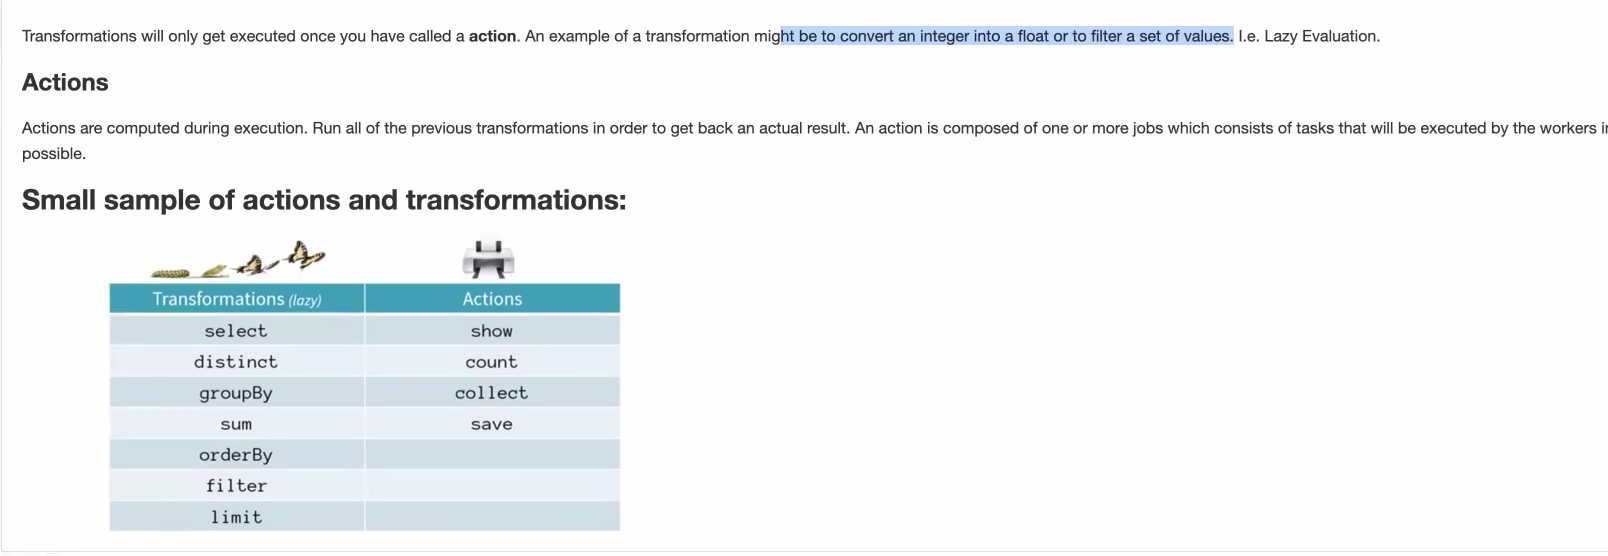 Transformations will only get executed once you have called a action. An example of a transformation might be to convert an integer into a float or to filter a set of values. I.e. Lazy Evaluation.
Actions
Actions are computed during execution. Run all of the previous transformations in order to get back an actual result. An action is composed of one or more jobs which consists of tasks that will be executed by the workers
possible.
Small sample of actions and transformations:
Transformations (lazy) Actions
select show
distinct count
groupBy collect
sum save
orderBy
filter
limit